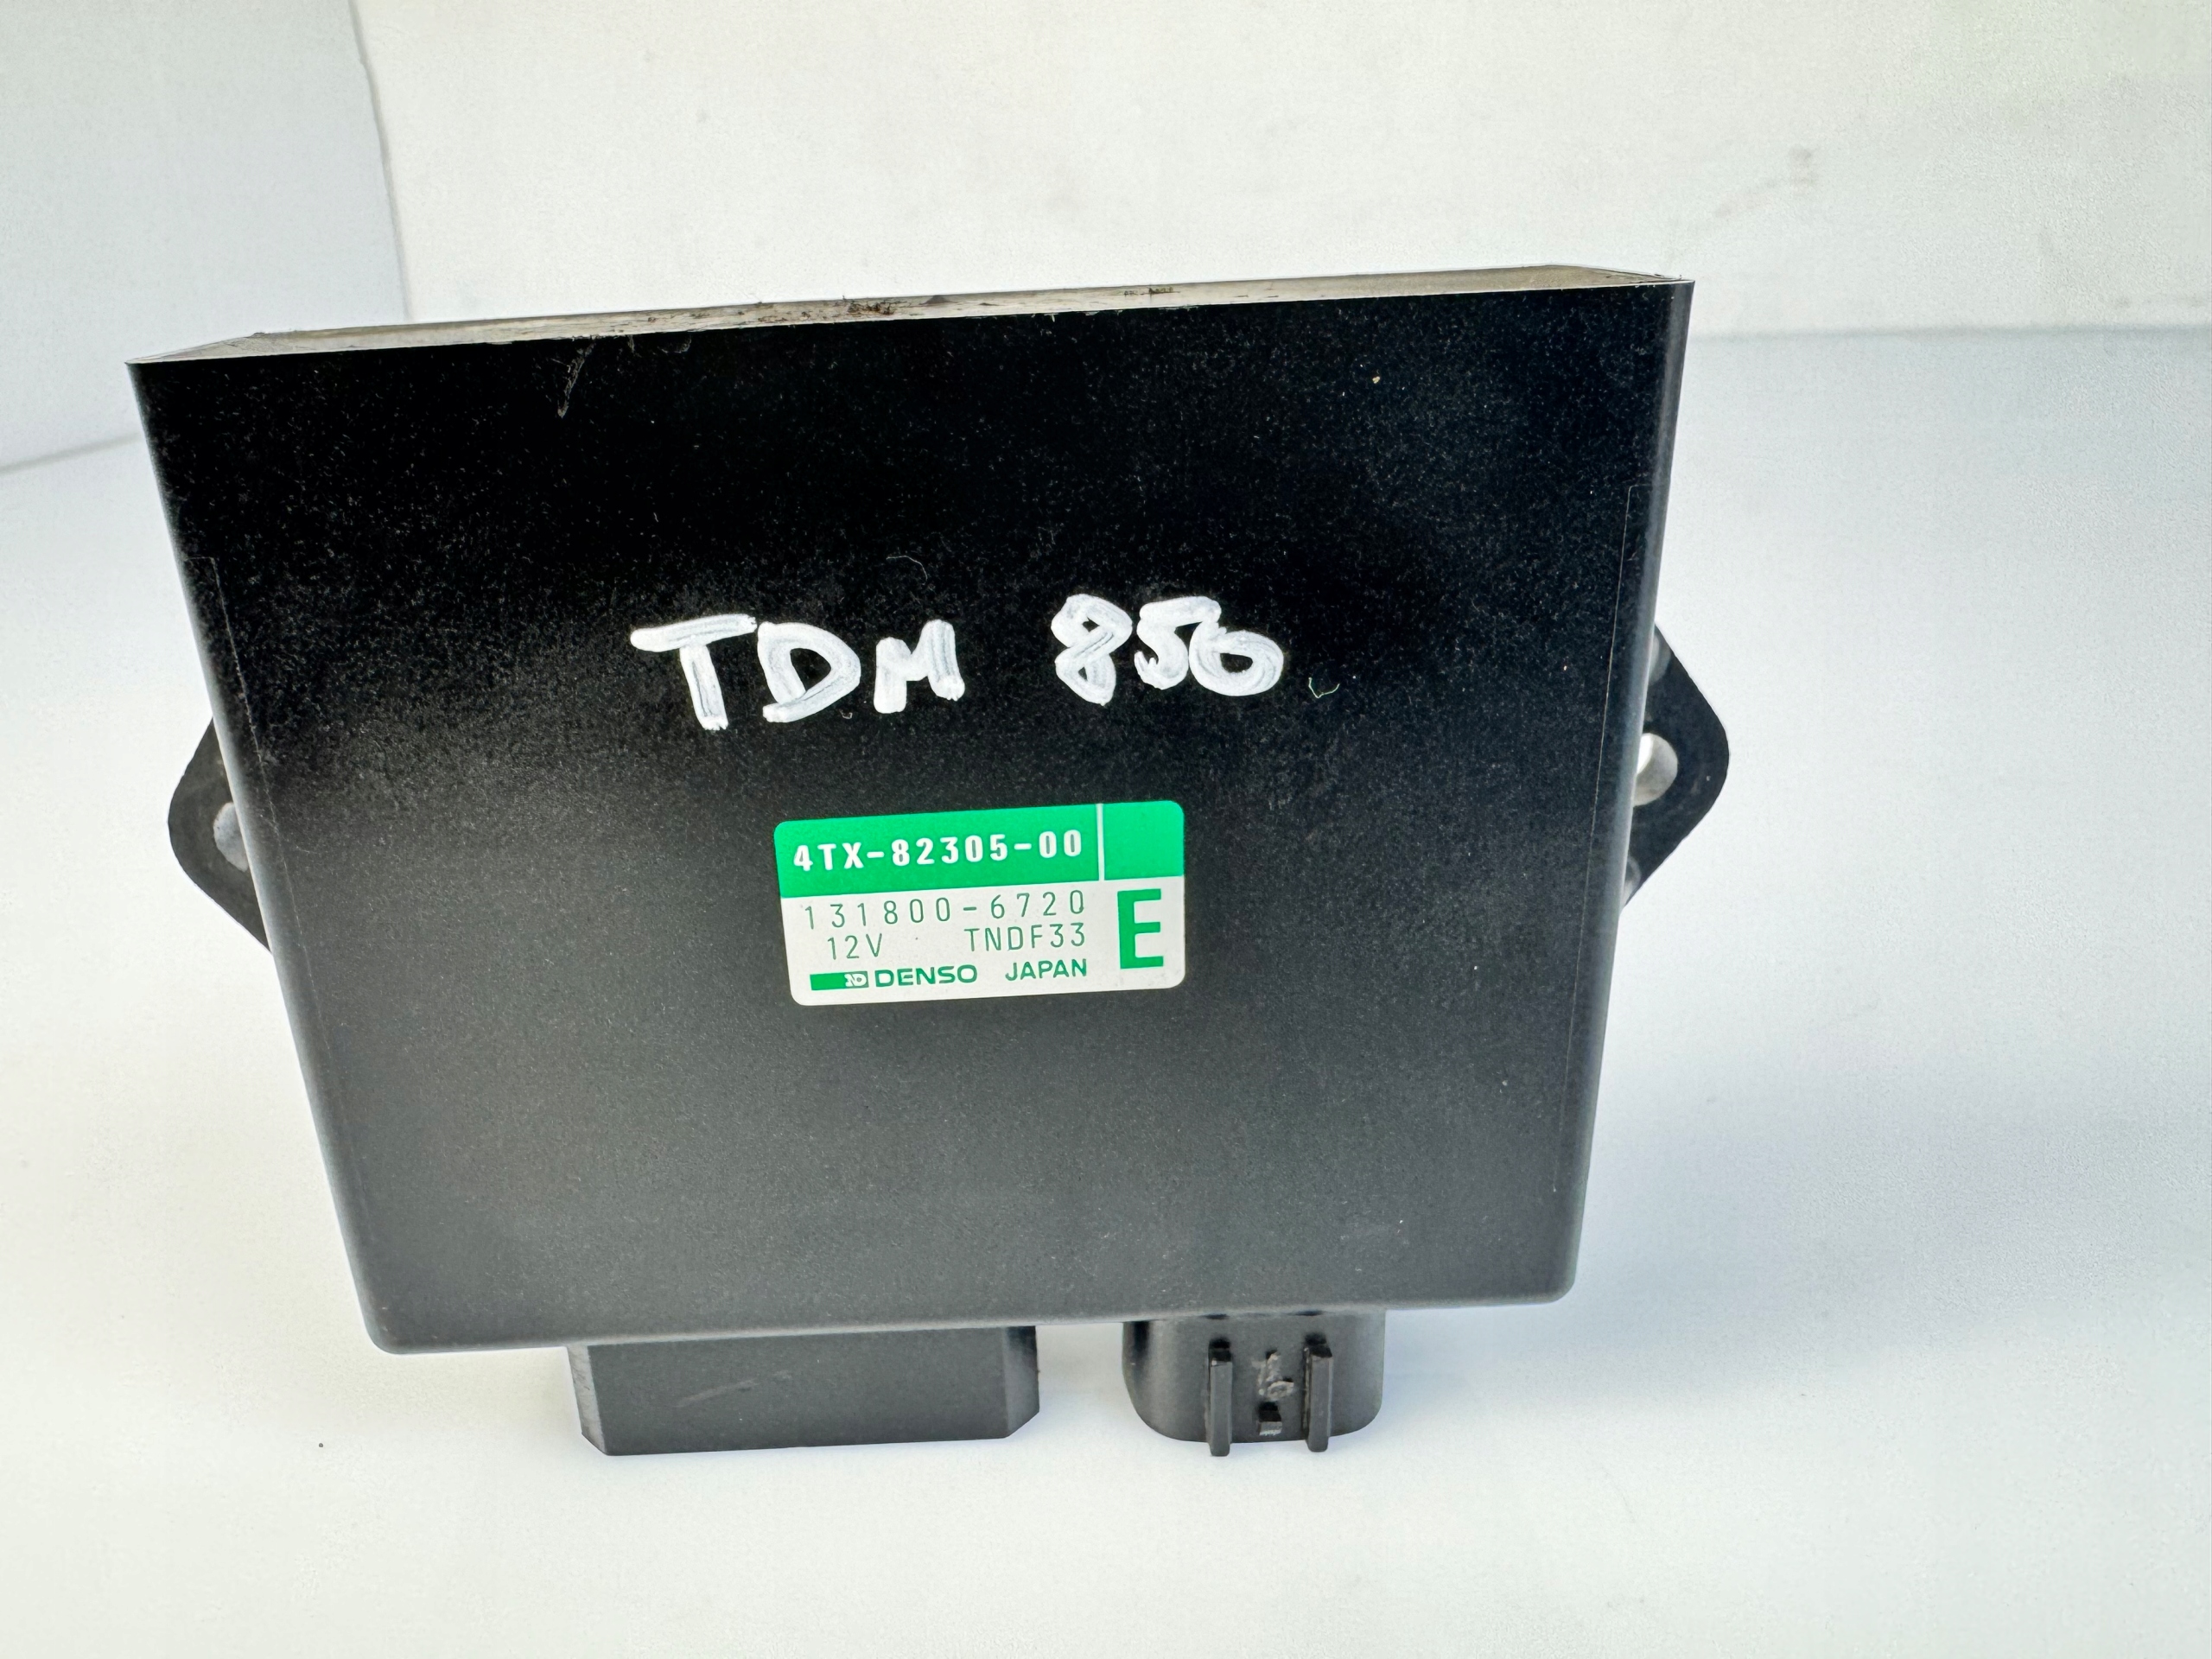 TDM 850
4TX-82305-00
131800-6720
12V TNDF33
E
DENSO JAPAN